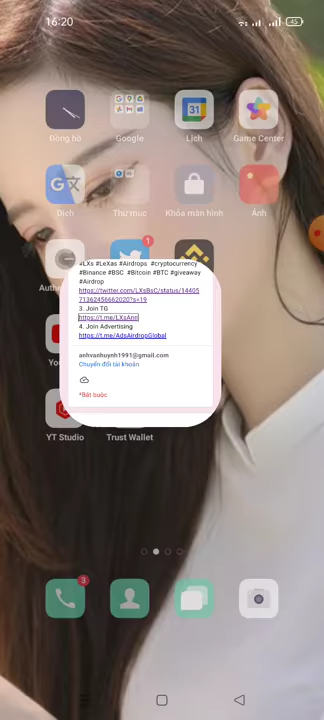 16:20
45
31
Đồng hồ
Google
Lịch
Game Center
Dịch
Thư mục
Khóa màn hình
Ảnh
1
#LXs #LeXas #Airdrops #cryptocurrency
#Binance #BSC #Bitcoin #BTC #giveaway
#Airdrop
https://twitter.com/LXsBsC/status/14405
71362456662020?s=19
3. Join TG
https://t.me/LXsAnn
4. Join Advertising
https://t.me/AdsAirdropGlobal
anhvanhuynh1991@gmail.com
Chuyển đổi tài khoản
*Bắt buộc
YT Studio
Trust Wallet
3